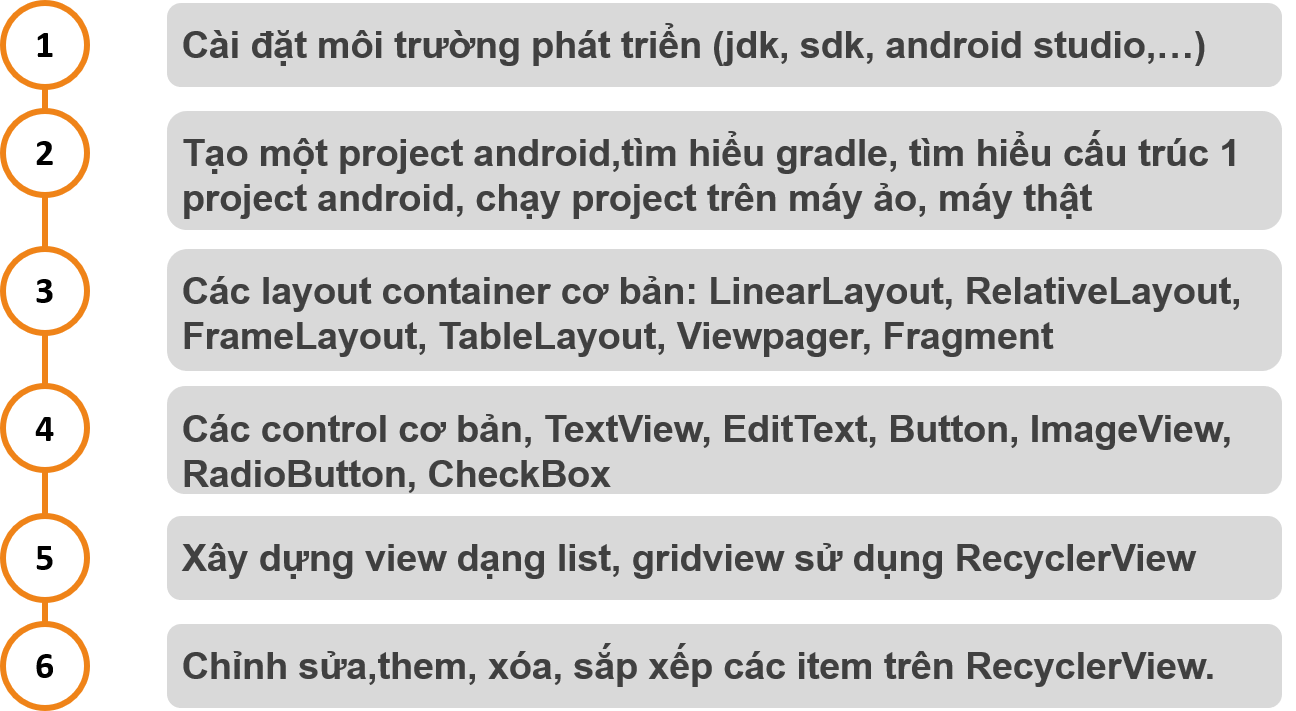 1
Cài đặt môi trường phát triển (jdk, sdk, android studio,…)
2
Tạo một project android,tìm hiểu gradle, tìm hiểu cấu trúc 1
project android, chạy project trên máy ảo, máy thật
3
Các layout container cơ bản: LinearLayout, RelativeLayout,
FrameLayout, TableLayout, Viewpager, Fragment
4
Các control cơ bản, TextView, EditText, Button, ImageView,
RadioButton, CheckBox
5
Xây dựng view dạng list, gridview sử dụng RecyclerView
6
Chỉnh sửa,them, xóa, sắp xếp các item trên RecyclerView.